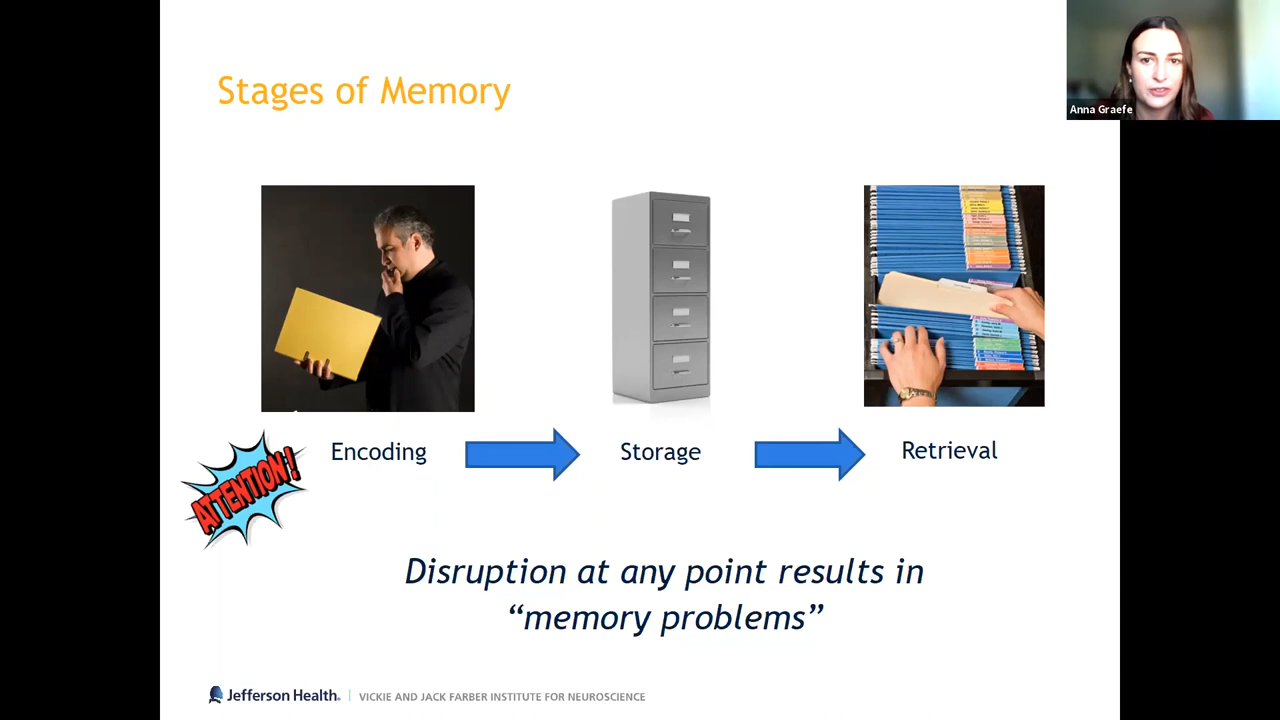 Stages of Memory
Anna Graefe
Encoding
Storage
Retrieval
ATTENTION!
Disruption at any point results in
“memory problems”
Jefferson Health.
VICKIE AND JACK FARBER INSTITUTE FOR NEUROSCIENCE